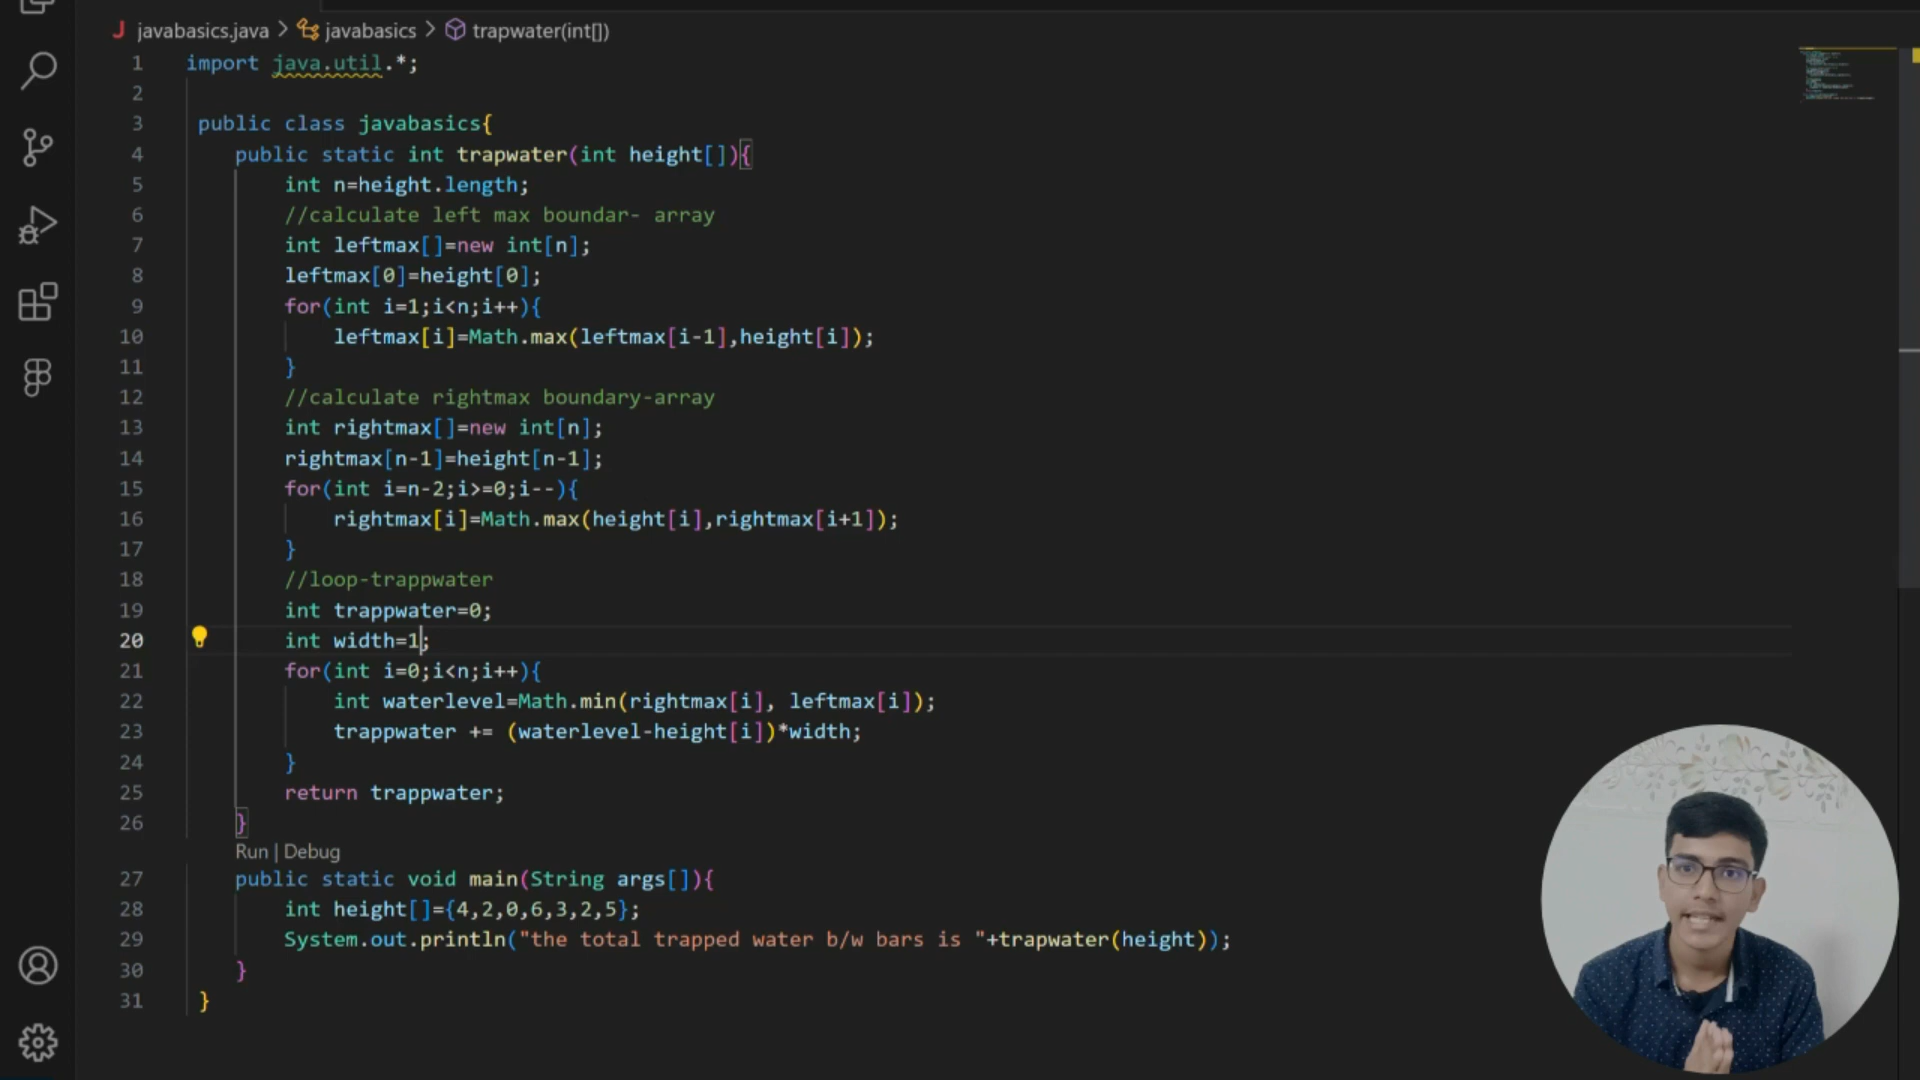 J javabasics.java > javabasics > trapwater(int[])
1 import java.util.*;
2
3 public class javabasics{
4 public static int trapwater(int height[]){
5 int n=height.length;
6 //calculate left max boundar- array
7 int leftmax[]=new int[n];
8 leftmax[0]=height[0];
9 for(int i=1;i<n;i++){
10 leftmax[i]=Math.max(leftmax[i-1],height[i]);
11 }
12 //calculate rightmax boundary-array
13 int rightmax[]=new int[n];
14 rightmax[n-1]=height[n-1];
15 for(int i=n-2;i>=0;i--){
16 rightmax[i]=Math.max(height[i],rightmax[i+1]);
17 }
18 //loop-trappwater
19 int trappwater=0;
20 int width=1;
21 for(int i=0;i<n;i++){
22 int waterlevel=Math.min(rightmax[i], leftmax[i]);
23 trappwater += (waterlevel-height[i])*width;
24 }
25 return trappwater;
26 }
Run | Debug
27 public static void main(String args[]){
28 int height[]={4,2,0,6,3,2,5};
29 System.out.println("the total trapped water b/w bars is "+trapwater(height));
30 }
31 }